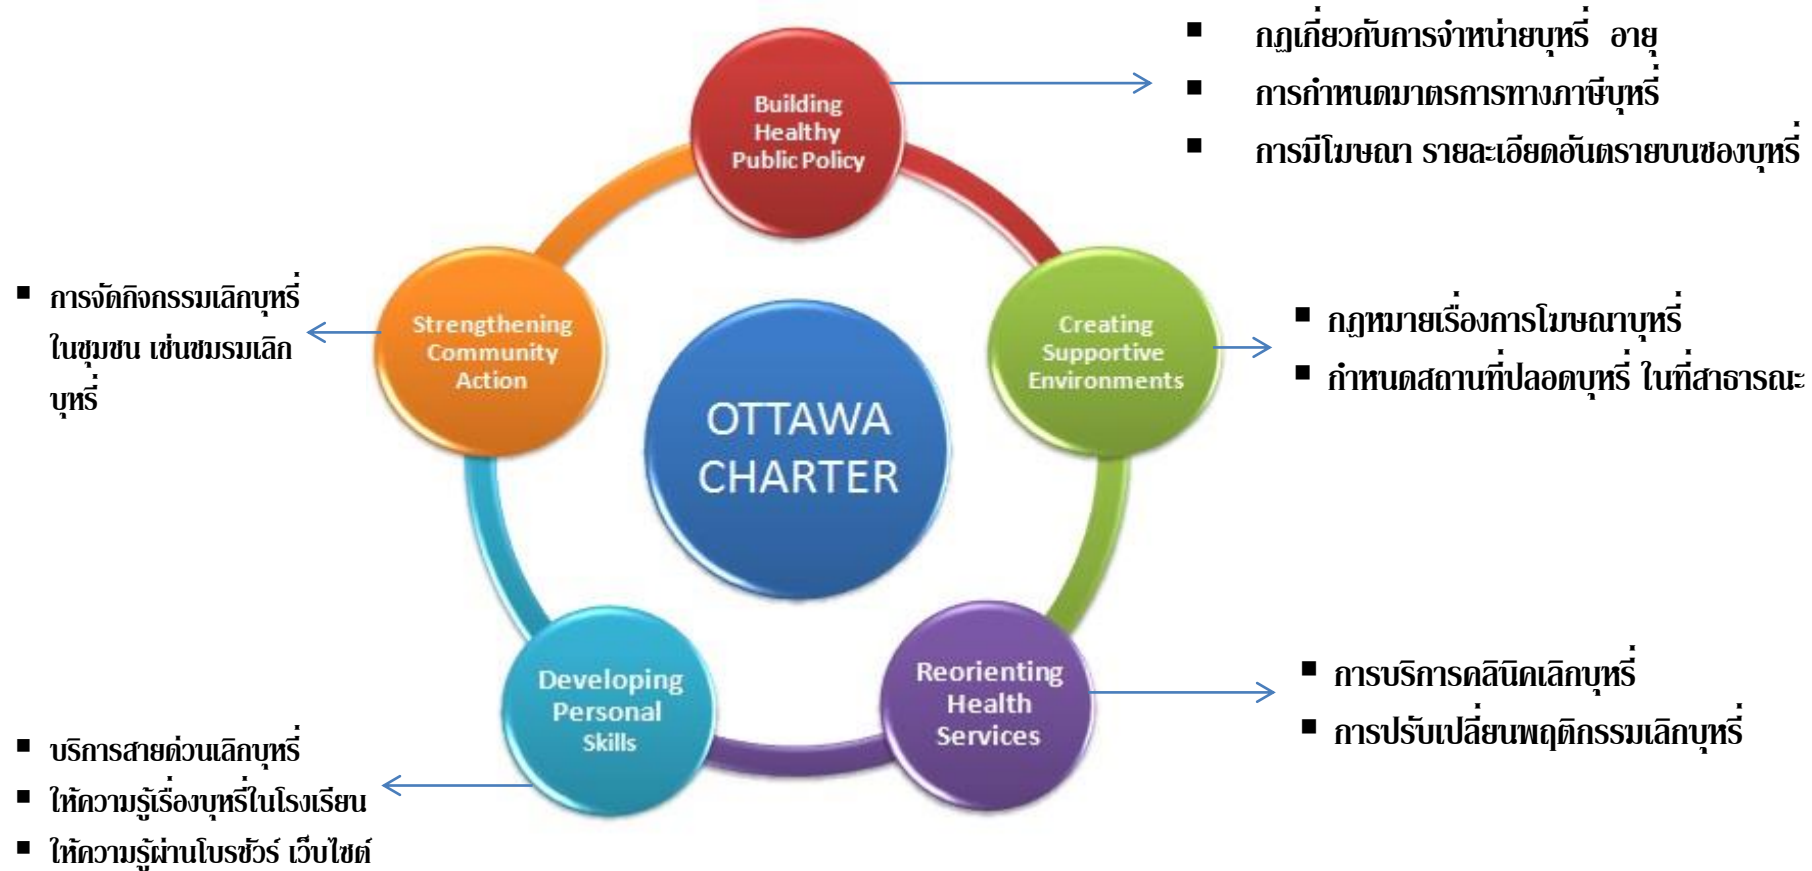 ▪ กฏเกี่ยวกับการจำหน่ายบุหรี่ อายุ
▪ การกำหนดมาตรการทางภาษีบุหรี่
▪ การมีโฆษณา รายละเอียดอันตรายบนซองบุหรี่
Building
Healthy
Public Policy
▪ การจัดกิจกรรมเลิกบุหรี่
ในชุมชน เช่นชมรมเลิก
บุหรี่
Strengthening
Community
Action
Creating
Supportive
Environments
▪ กฎหมายเรื่องการโฆษณาบุหรี่
▪ กำหนดสถานที่ปลอดบุหรี่ ในที่สาธารณะ
OTTAWA
CHARTER
Developing
Personal
Skills
Reorienting
Health
Services
▪ การบริการคลินิคเลิกบุหรี่
▪ การปรับเปลี่ยนพฤติกรรมเลิกบุหรี่
▪ บริการสายด่วนเลิกบุหรี่
▪ ให้ความรู้เรื่องบุหรี่ในโรงเรียน
▪ ให้ความรู้ผ่านโบรชัวร์ เว็บไซต์